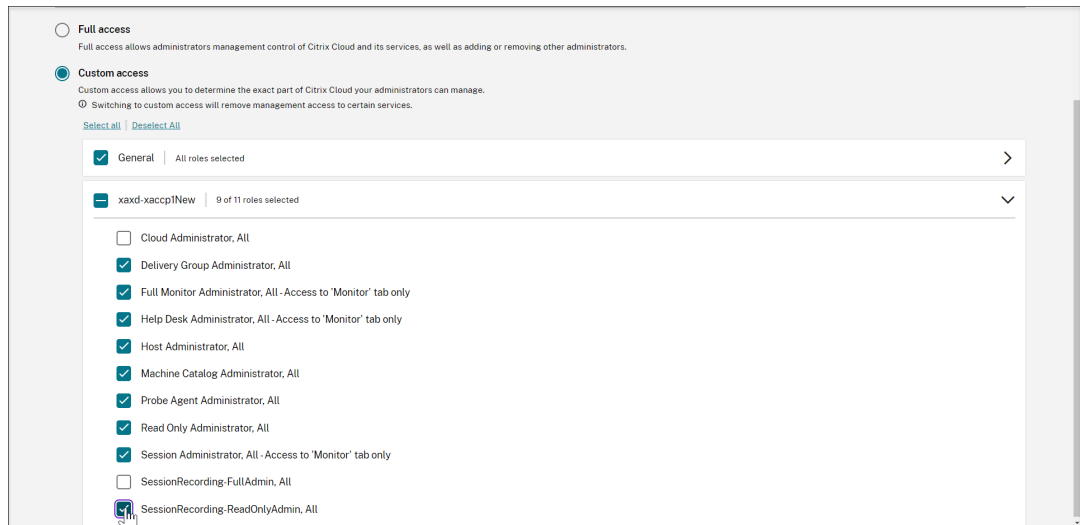 Full access
Full access allows administrators management control of Citrix Cloud and its services, as well as adding or removing other administrators.
Custom access
Custom access allows you to determine the exact part of Citrix Cloud your administrators can manage.
Switching to custom access will remove management access to certain services.
Select all | Deselect All
General | All roles selected
xaxd-xaccp1New | 9 of 11 roles selected
Cloud Administrator, All
Delivery Group Administrator, All
Full Monitor Administrator, All - Access to 'Monitor' tab only
Help Desk Administrator, All - Access to 'Monitor' tab only
Host Administrator, All
Machine Catalog Administrator, All
Probe Agent Administrator, All
Read Only Administrator, All
Session Administrator, All - Access to 'Monitor' tab only
SessionRecording-FullAdmin, All
SessionRecording-ReadOnlyAdmin, All